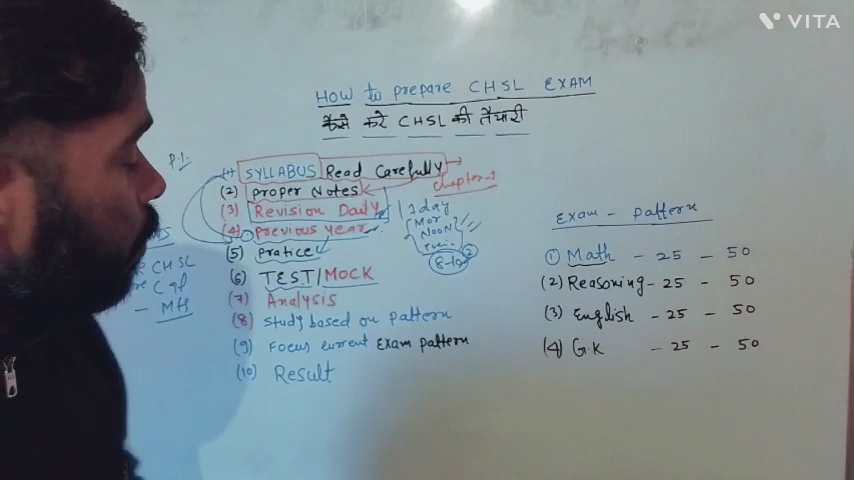 VITA
HOW to prepare CHSL EXAM
कैसे करे CHSL की तैयारी
P.1.
(1) SYLLABUS Read Carefully
(2) proper Notes
chapter-1
(3) Revision Daily
(4) Previous year
(5) pratice
(6) TEST/MOCK
(7) Analysis
(8) Study based on pattern
(9) Focus current Exam pattern
(10) Result
1 day
Mor
Noon
8-10
2
CHSL
- Mts
Exam - pattern
(1) Math - 25 - 50
(2) Reasoning - 25 - 50
(3) English - 25 - 50
(4) G.K - 25 - 50